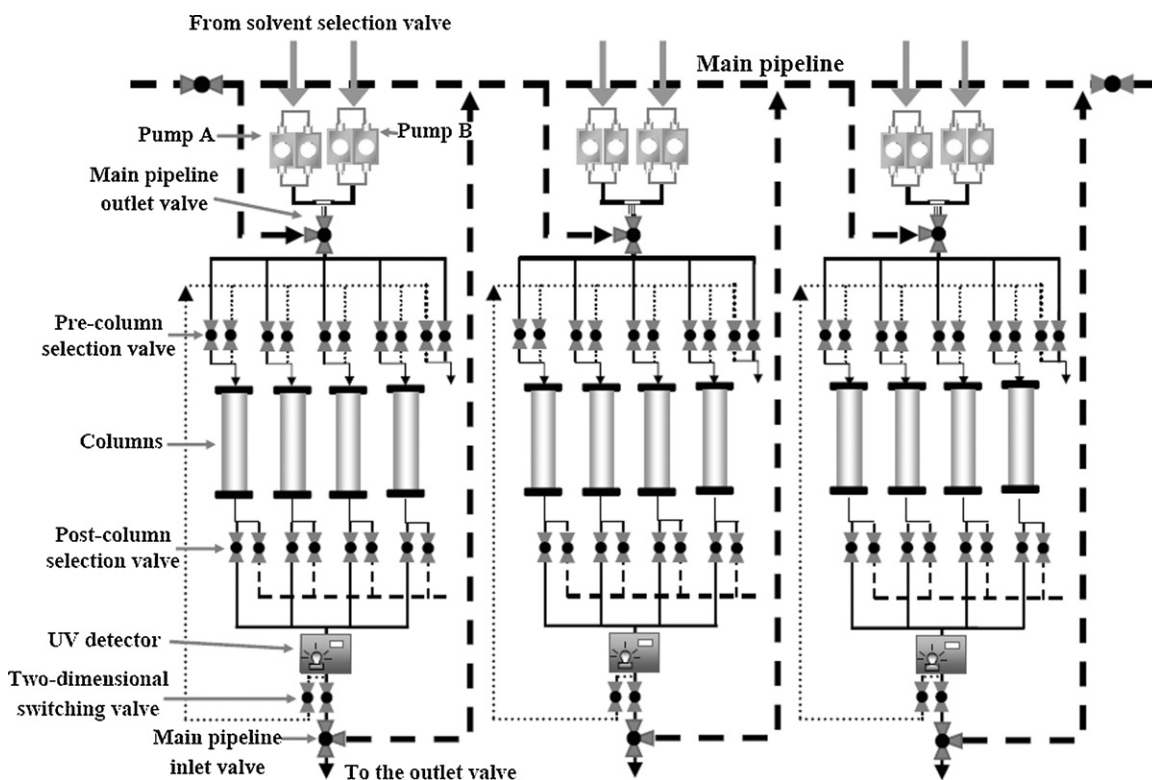 From solvent selection valve
Main pipeline
Pump A
Pump B
Main pipeline
outlet valve
Pre-column
selection valve
Columns
Post-column
selection valve
UV detector
Two-dimensional
switching valve
Main pipeline
inlet valve
To the outlet valve